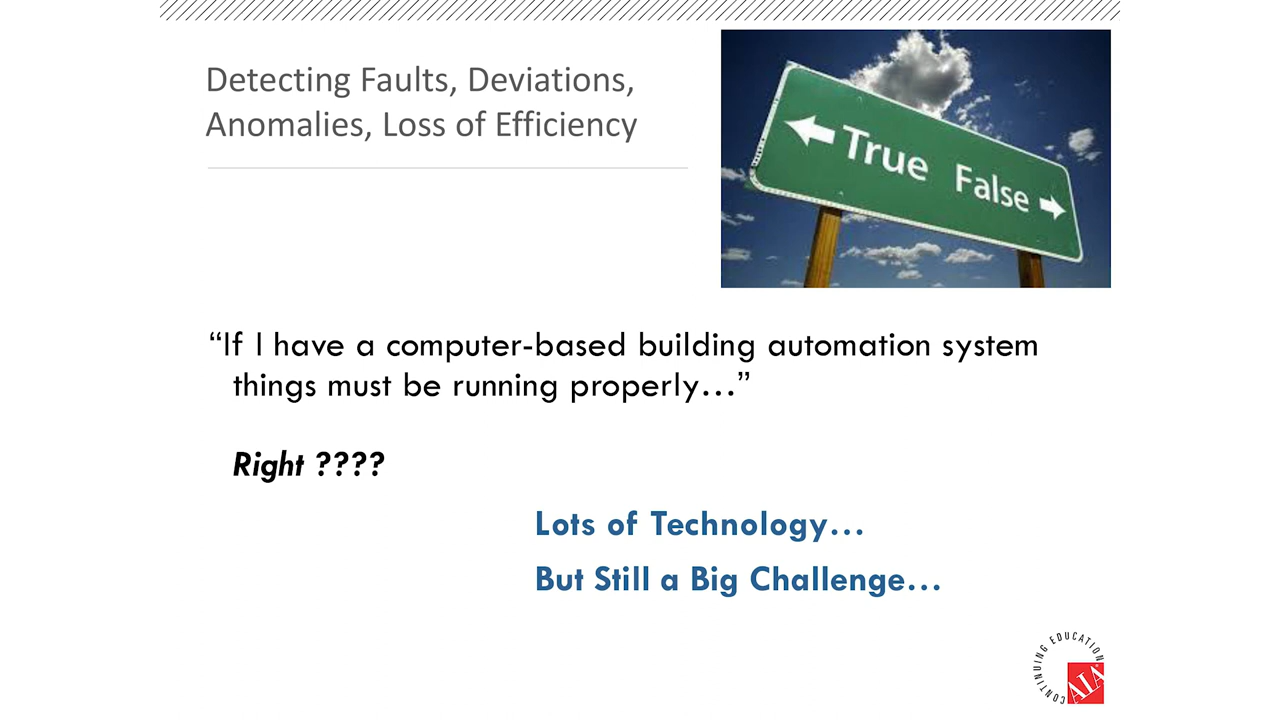 Detecting Faults, Deviations,
Anomalies, Loss of Efficiency
True False
“If I have a computer-based building automation system
things must be running properly…”
Right ????
Lots of Technology…
But Still a Big Challenge…
CONTINUING EDUCATION
AIA